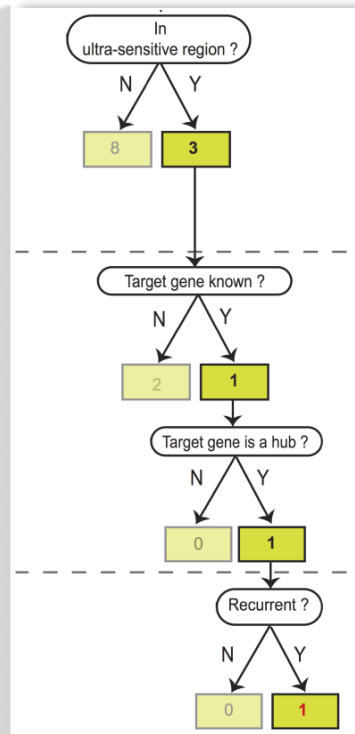 In
ultra-sensitive region ?
N Y
8 3
Target gene known ?
N Y
2 1
Target gene is a hub ?
N Y
0 1
Recurrent ?
N Y
0 1